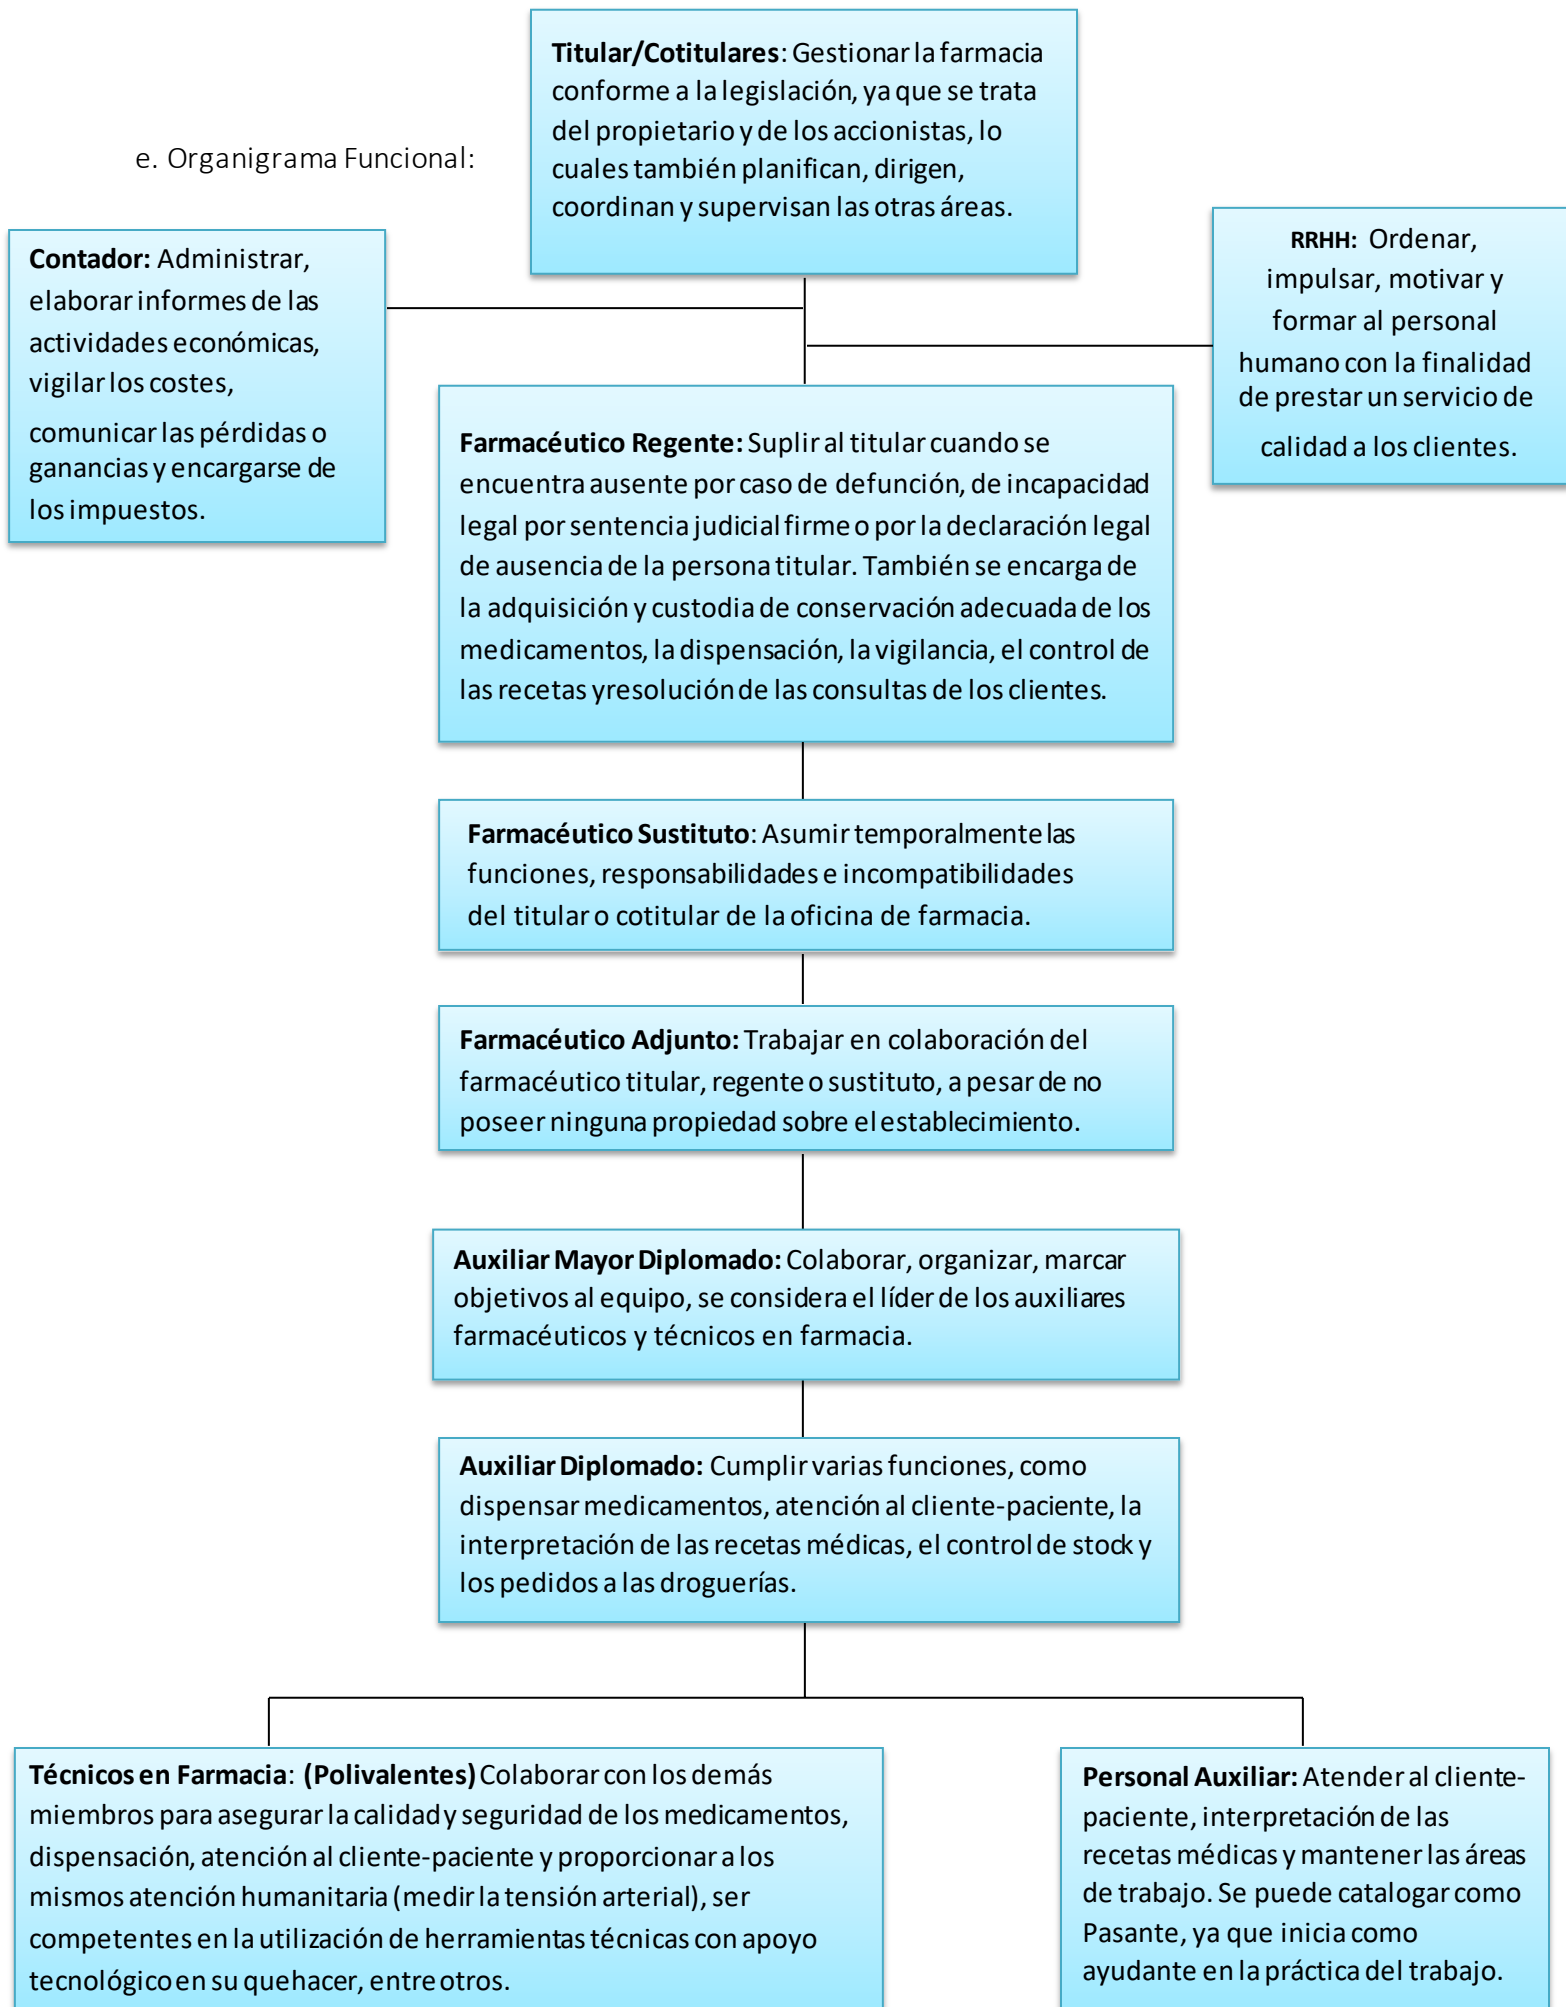 Titular/Cotitulares: Gestionar la farmacia
conforme a la legislación, ya que se trata
del propietario y de los accionistas, lo
cuales también planifican, dirigen,
coordinan y supervisan las otras áreas.
e. Organigrama Funcional:
Contador: Administrar,
elaborar informes de las
actividades económicas,
vigilar los costes,
comunicar las pérdidas o
ganancias y encargarse de
los impuestos.
RRHH: Ordenar,
impulsar, motivar y
formar al personal
humano con la finalidad
de prestar un servicio de
calidad a los clientes.
Farmacéutico Regente: Suplir al titular cuando se
encuentra ausente por caso de defunción, de incapacidad
legal por sentencia judicial firme o por la declaración legal
de ausencia de la persona titular. También se encarga de
la adquisición y custodia de conservación adecuada de los
medicamentos, la dispensación, la vigilancia, el control de
las recetas yresolución de las consultas de los clientes.
Farmacéutico Sustituto: Asumir temporalmente las
funciones, responsabilidades e incompatibilidades
del titular o cotitular de la oficina de farmacia.
Farmacéutico Adjunto: Trabajar en colaboración del
farmacéutico titular, regente o sustituto, a pesar de no
poseer ninguna propiedad sobre el establecimiento.
Auxiliar Mayor Diplomado: Colaborar, organizar, marcar
objetivos al equipo, se considera el líder de los auxiliares
farmacéuticos y técnicos en farmacia.
Auxiliar Diplomado: Cumplir varias funciones, como
dispensar medicamentos, atención al cliente-paciente, la
interpretación de las recetas médicas, el control de stock y
los pedidos a las droguerías.
Técnicos en Farmacia: (Polivalentes) Colaborar con los demás
miembros para asegurar la calidad y seguridad de los medicamentos,
dispensación, atención al cliente-paciente y proporcionar a los
mismos atención humanitaria (medir la tensión arterial), ser
competentes en la utilización de herramientas técnicas con apoyo
tecnológico en su quehacer, entre otros.
Personal Auxiliar: Atender al cliente-
paciente, interpretación de las
recetas médicas y mantener las áreas
de trabajo. Se puede catalogar como
Pasante, ya que inicia como
ayudante en la práctica del trabajo.